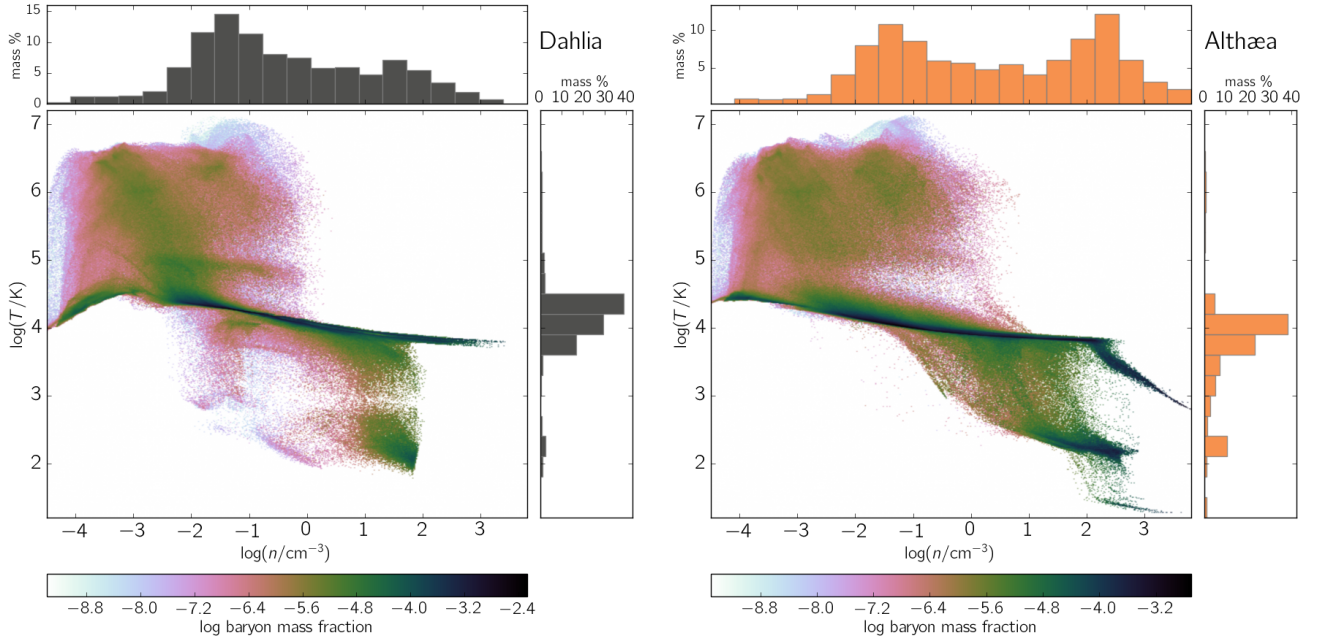 Dahlia
mass %
15
10
5
0
mass %
0 10 20 30 40
log(T/K)
7
6
5
4
3
2
−4 −3 −2 −1 0 1 2 3
log(n/cm⁻³)
−8.8 −8.0 −7.2 −6.4 −5.6 −4.8 −4.0 −3.2 −2.4
log baryon mass fraction
Althæa
mass %
10
5
mass %
0 10 20 30 40
log(T/K)
7
6
5
4
3
2
−4 −3 −2 −1 0 1 2 3
log(n/cm⁻³)
−8.8 −8.0 −7.2 −6.4 −5.6 −4.8 −4.0 −3.2
log baryon mass fraction